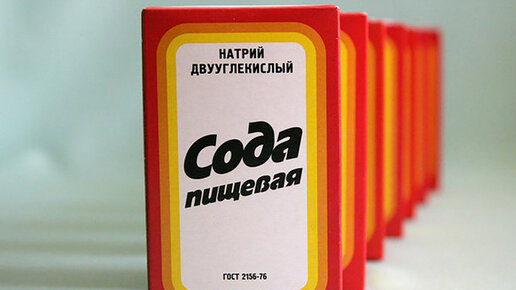 НАТРИЙ
ДВУУГЛЕКИСЛЫЙ
Сода
пищевая
ГОСТ 2156-76